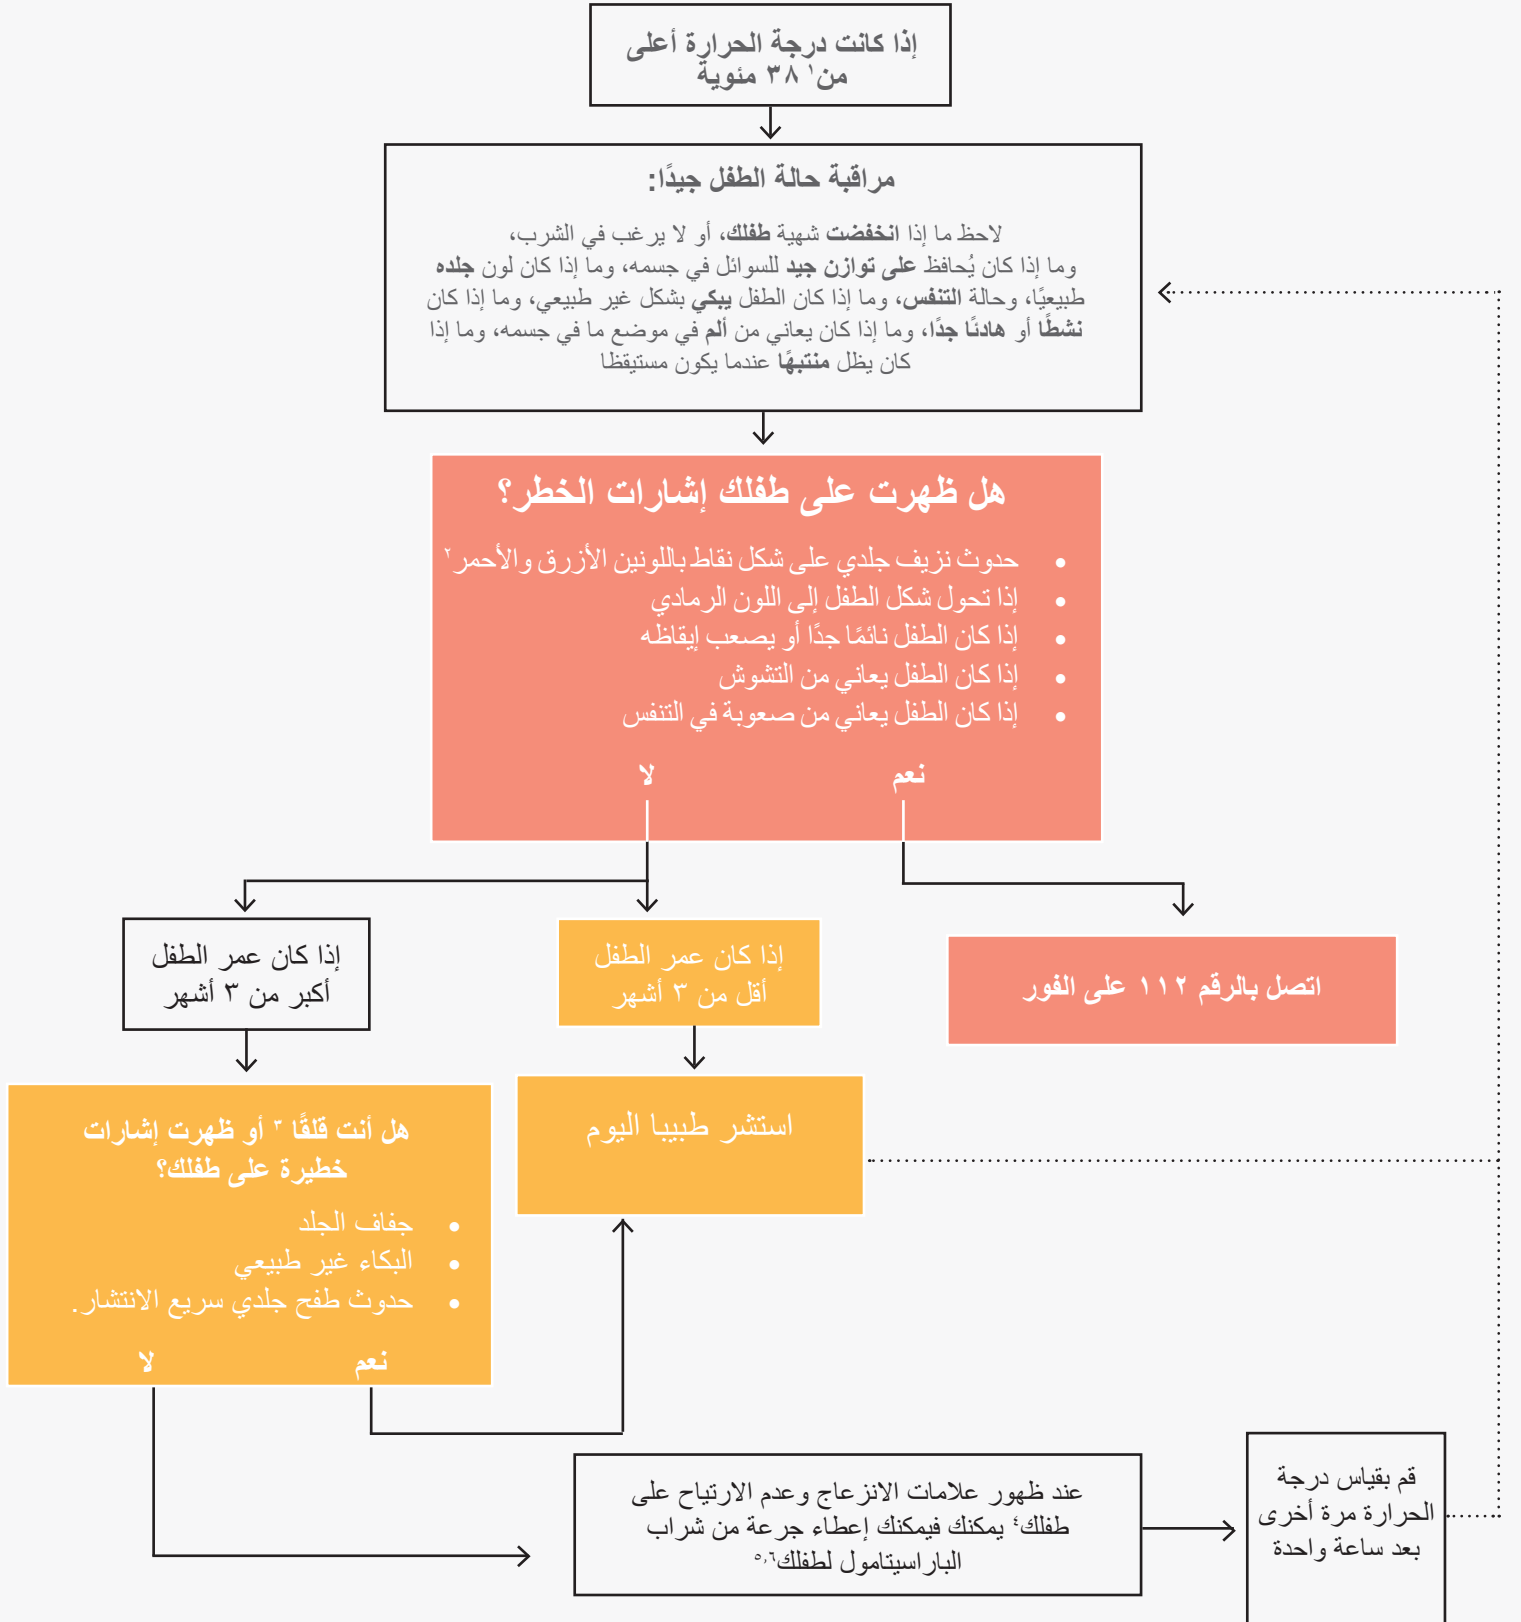 إذا كانت درجة الحرارة أعلى
من١ ٣٨ مئوية
مراقبة حالة الطفل جيدًا:
لاحظ ما إذا انخفضت شهية طفلك، أو لا يرغب في الشرب،
وما إذا كان يُحافظ على توازن جيد للسوائل في جسمه، وما إذا كان لون جلده
طبيعيًا، وحالة التنفس، وما إذا كان الطفل يبكي بشكل غير طبيعي، وما إذا كان
نشطًا أو هادئًا جدًا، وما إذا كان يعاني من ألم في موضع ما في جسمه، وما إذا
كان يظل منتبهًا عندما يكون مستيقظا
هل ظهرت على طفلك إشارات الخطر؟
• حدوث نزيف جلدي على شكل نقاط باللونين الأزرق والأحمر٢
• إذا تحول شكل الطفل إلى اللون الرمادي
• إذا كان الطفل نائمًا جدًا أو يصعب إيقاظه
• إذا كان الطفل يعاني من التشوش
• إذا كان الطفل يعاني من صعوبة في التنفس
نعم
لا
اتصل بالرقم ١١٢ على الفور
إذا كان عمر الطفل
أقل من ٣ أشهر
إذا كان عمر الطفل
أكبر من ٣ أشهر
استشر طبيبا اليوم
هل أنت قلقًا ٣ أو ظهرت إشارات
خطيرة على طفلك؟
• جفاف الجلد
• البكاء غير طبيعي
• حدوث طفح جلدي سريع الانتشار.
نعم
لا
عند ظهور علامات الانزعاج وعدم الارتياح على
طفلك٤ يمكنك فيمكنك إعطاء جرعة من شراب
الباراسيتامول لطفلك٥,٦
قم بقياس درجة
الحرارة مرة أخرى
بعد ساعة واحدة